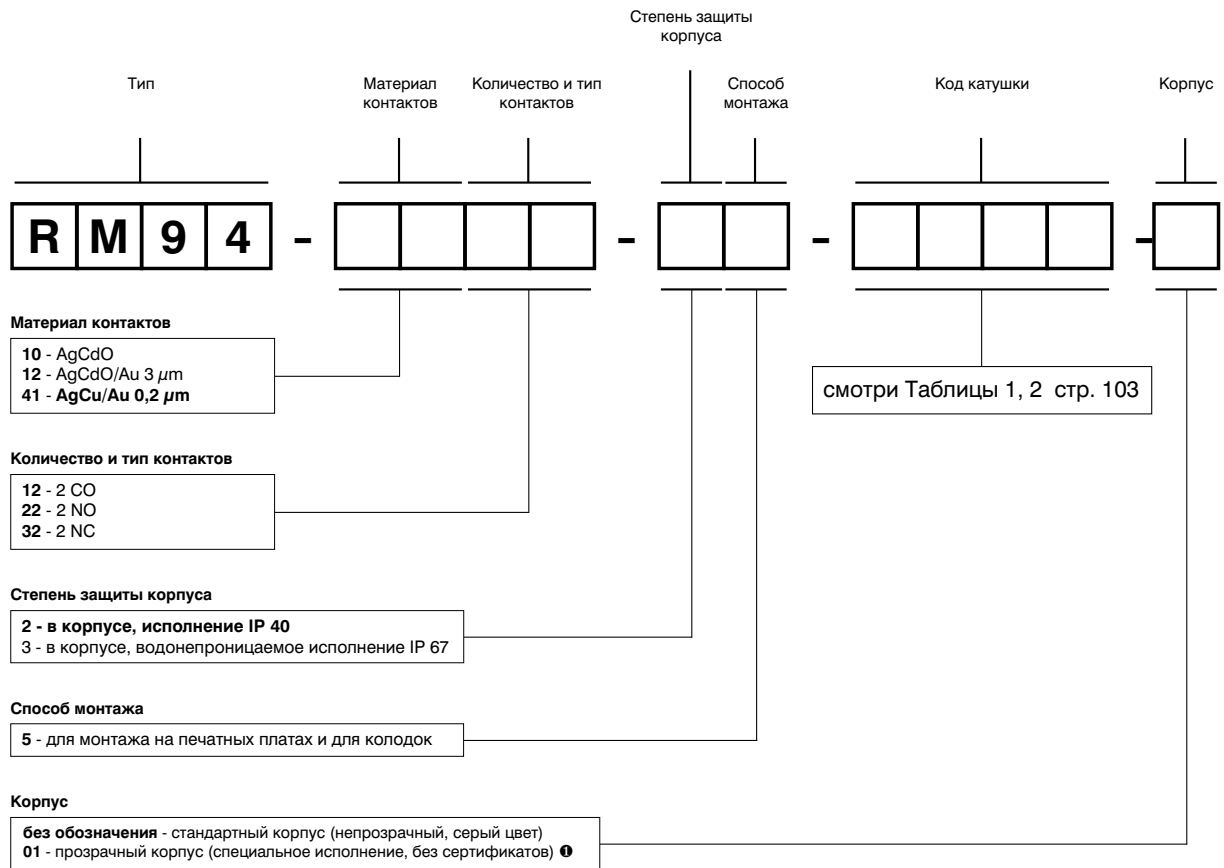 Степень защиты
корпуса
Тип
Материал
контактов
Количество и тип
контактов
Способ
монтажа
Код катушки
Корпус
R M 9 4 - - - -
Материал контактов
10 - AgCdO
12 - AgCdO/Au 3 µm
41 - AgCu/Au 0,2 µm
смотри Таблицы 1, 2 стр. 103
Количество и тип контактов
12 - 2 CO
22 - 2 NO
32 - 2 NC
Степень защиты корпуса
2 - в корпусе, исполнение IP 40
3 - в корпусе, водонепроницаемое исполнение IP 67
Способ монтажа
5 - для монтажа на печатных платах и для колодок
Корпус
без обозначения - стандартный корпус (непрозрачный, серый цвет)
01 - прозрачный корпус (специальное исполнение, без сертификатов) ❶